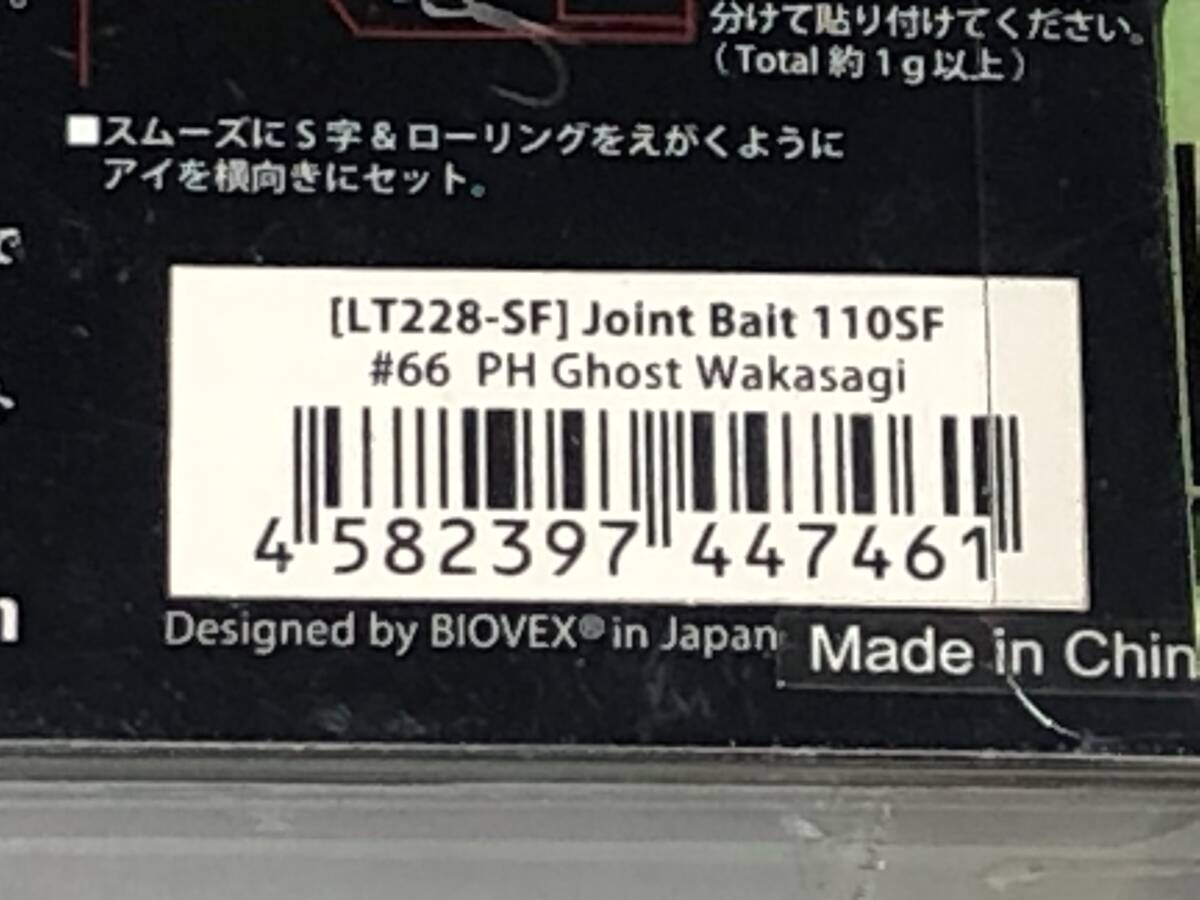 分けて貼り付けてください。
（Total 約1g以上）
■スムーズにS字&ローリングをえがくように
アイを横向きにセット。
[LT228-SF] Joint Bait 110SF
#66 PH Ghost Wakasagi
4 582397 447461
Designed by BIOVEX® in Japan
Made in Chin